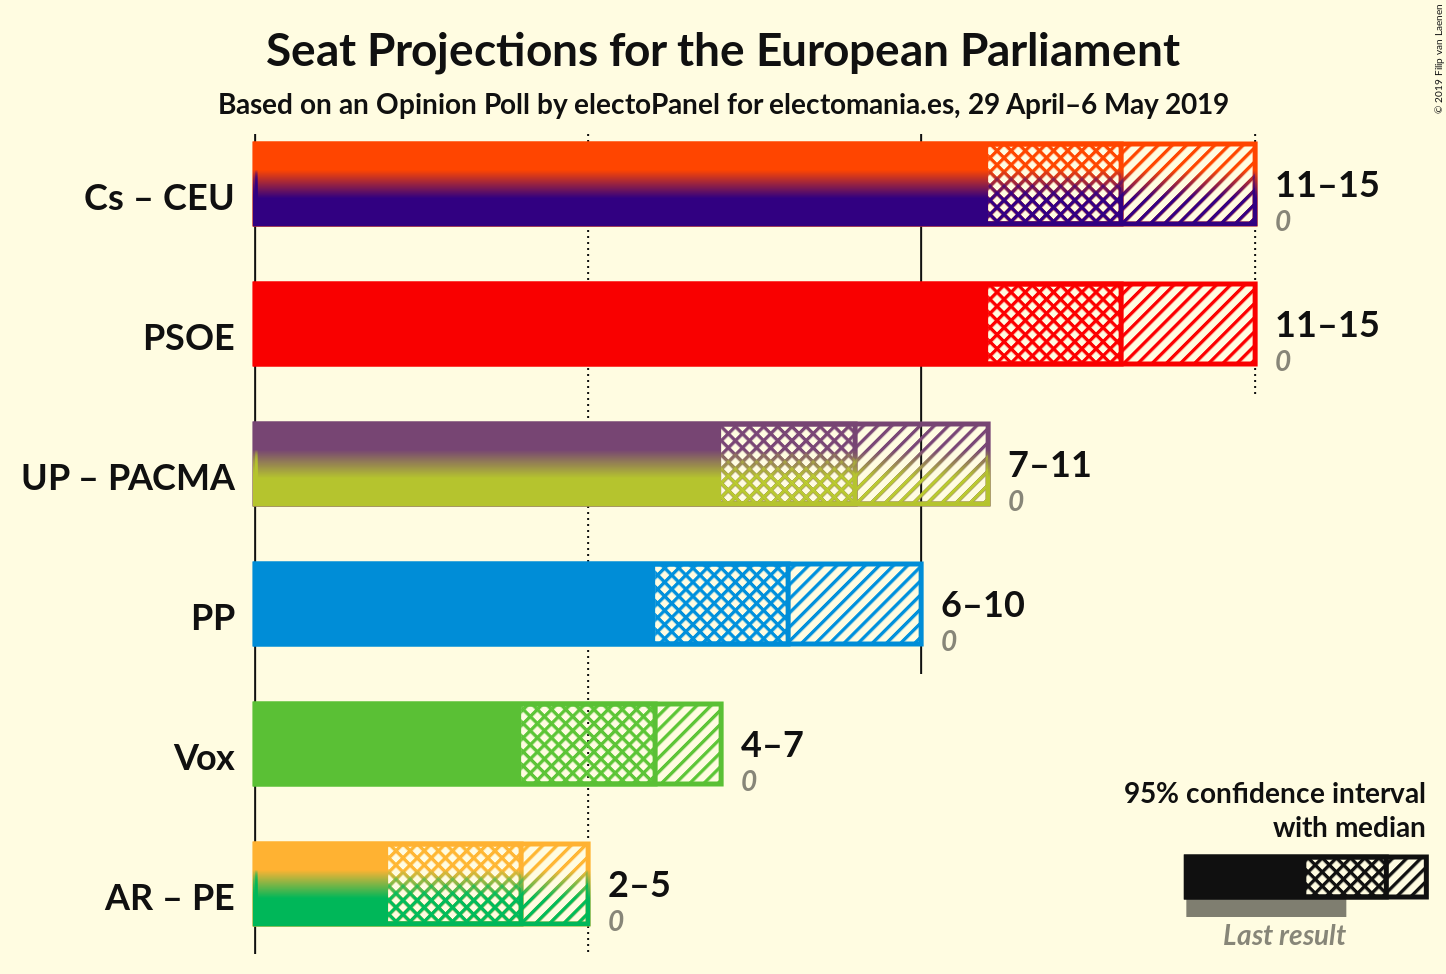 Seat Projections for the European Parliament
Based on an Opinion Poll by electoPanel for electomania.es, 29 April–6 May 2019
© 2019 Filip van Laenen
Cs – CEU
11–15
0
PSOE
11–15
0
UP – PACMA
7–11
0
PP
6–10
0
Vox
4–7
0
AR – PE
2–5
0
95% confidence interval
with median
Last result